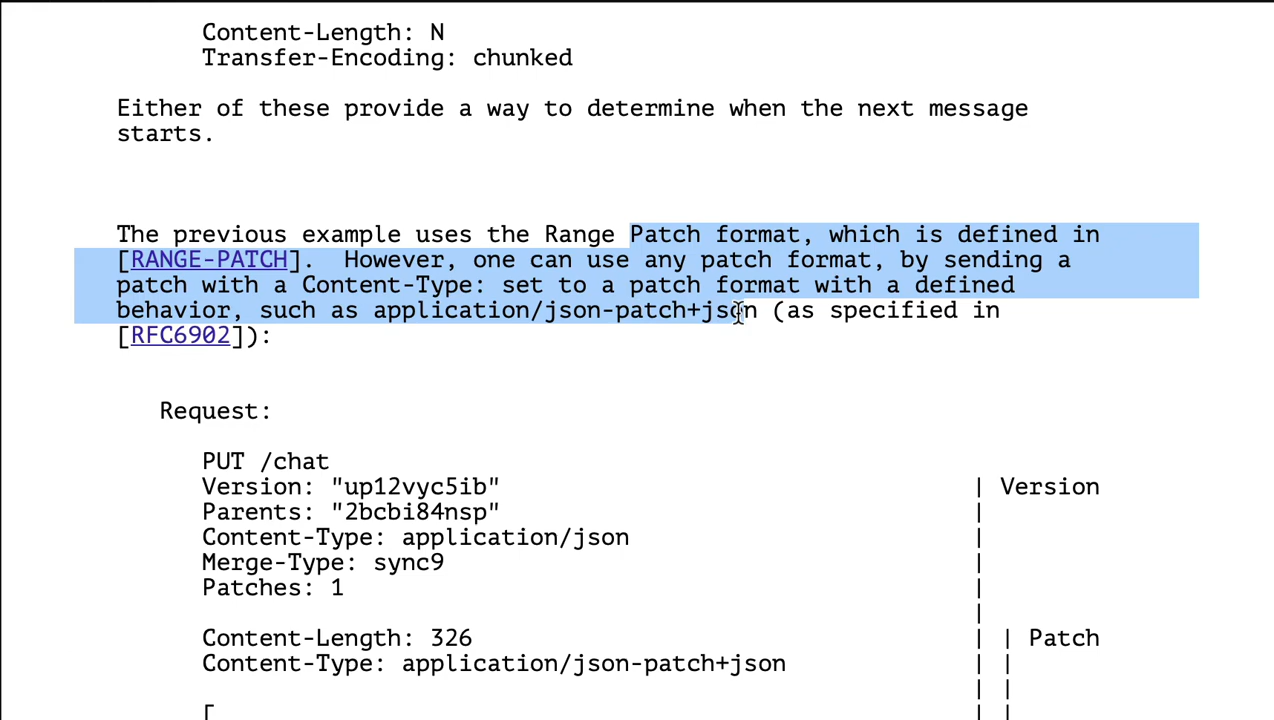 Content-Length: N
Transfer-Encoding: chunked
Either of these provide a way to determine when the next message
starts.
The previous example uses the Range Patch format, which is defined in
[RANGE-PATCH].  However, one can use any patch format, by sending a
patch with a Content-Type: set to a patch format with a defined
behavior, such as application/json-patch+json (as specified in
[RFC6902]):
Request:
PUT /chat
Version: "up12vyc5ib" | Version
Parents: "2bcbi84nsp" |
Content-Type: application/json |
Merge-Type: sync9 |
Patches: 1 |
|
Content-Length: 326 | | Patch
Content-Type: application/json-patch+json | |
| |
[ | |